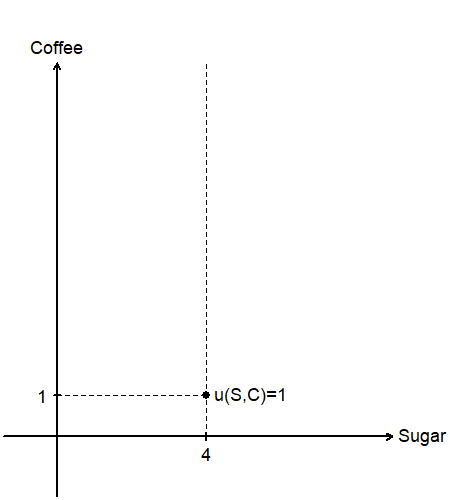 Coffee
1
u(S,C)=1
Sugar
4